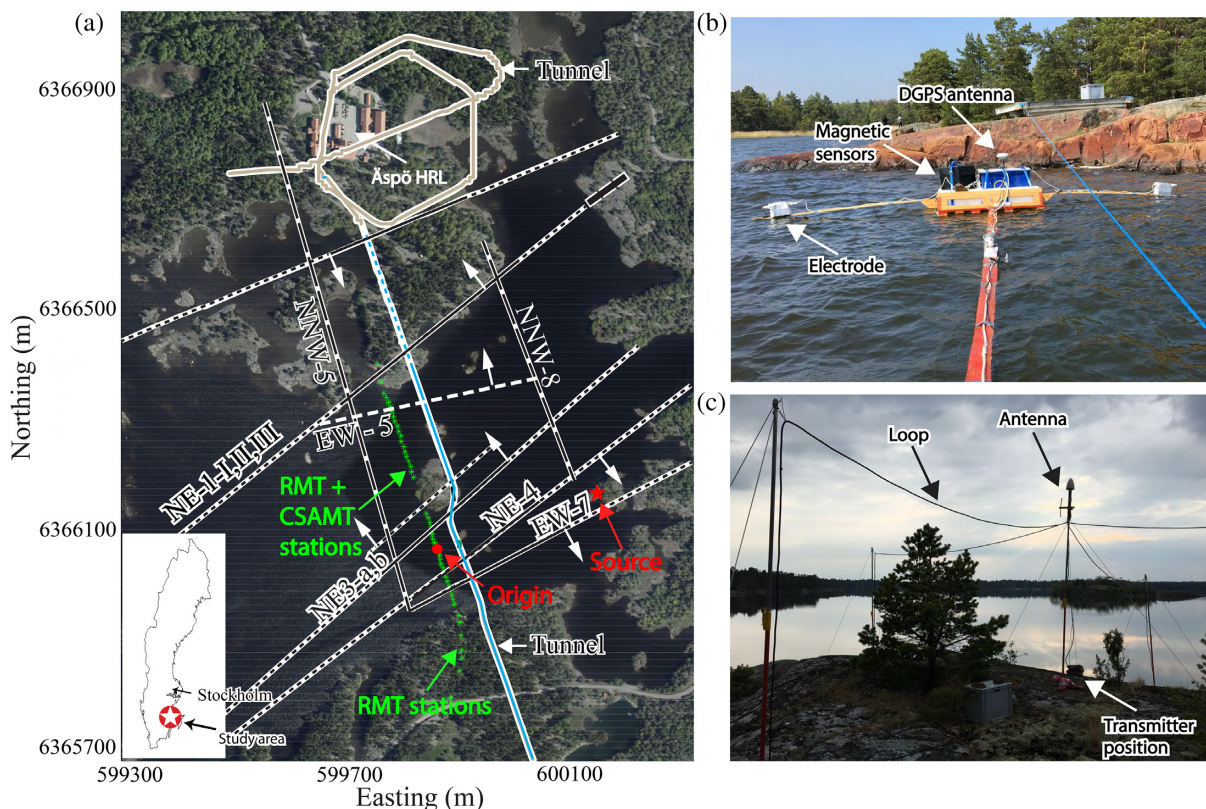 (a)
Northing (m)
6366900
6366500
6366100
6365700
599300
599700
600100
Easting (m)
Tunnel
Äspö HRL
NNW-5
NNW-8
EW - 5
NE-1-I,II,III
RMT +
CSAMT
stations
NE-4
EW-7
Source
NE3-a,b
Origin
Tunnel
RMT stations
Stockholm
Study area
(b)
DGPS
antenna
Magnetic
sensors
Electrode
(c)
Antenna
Loop
Transmitter
position